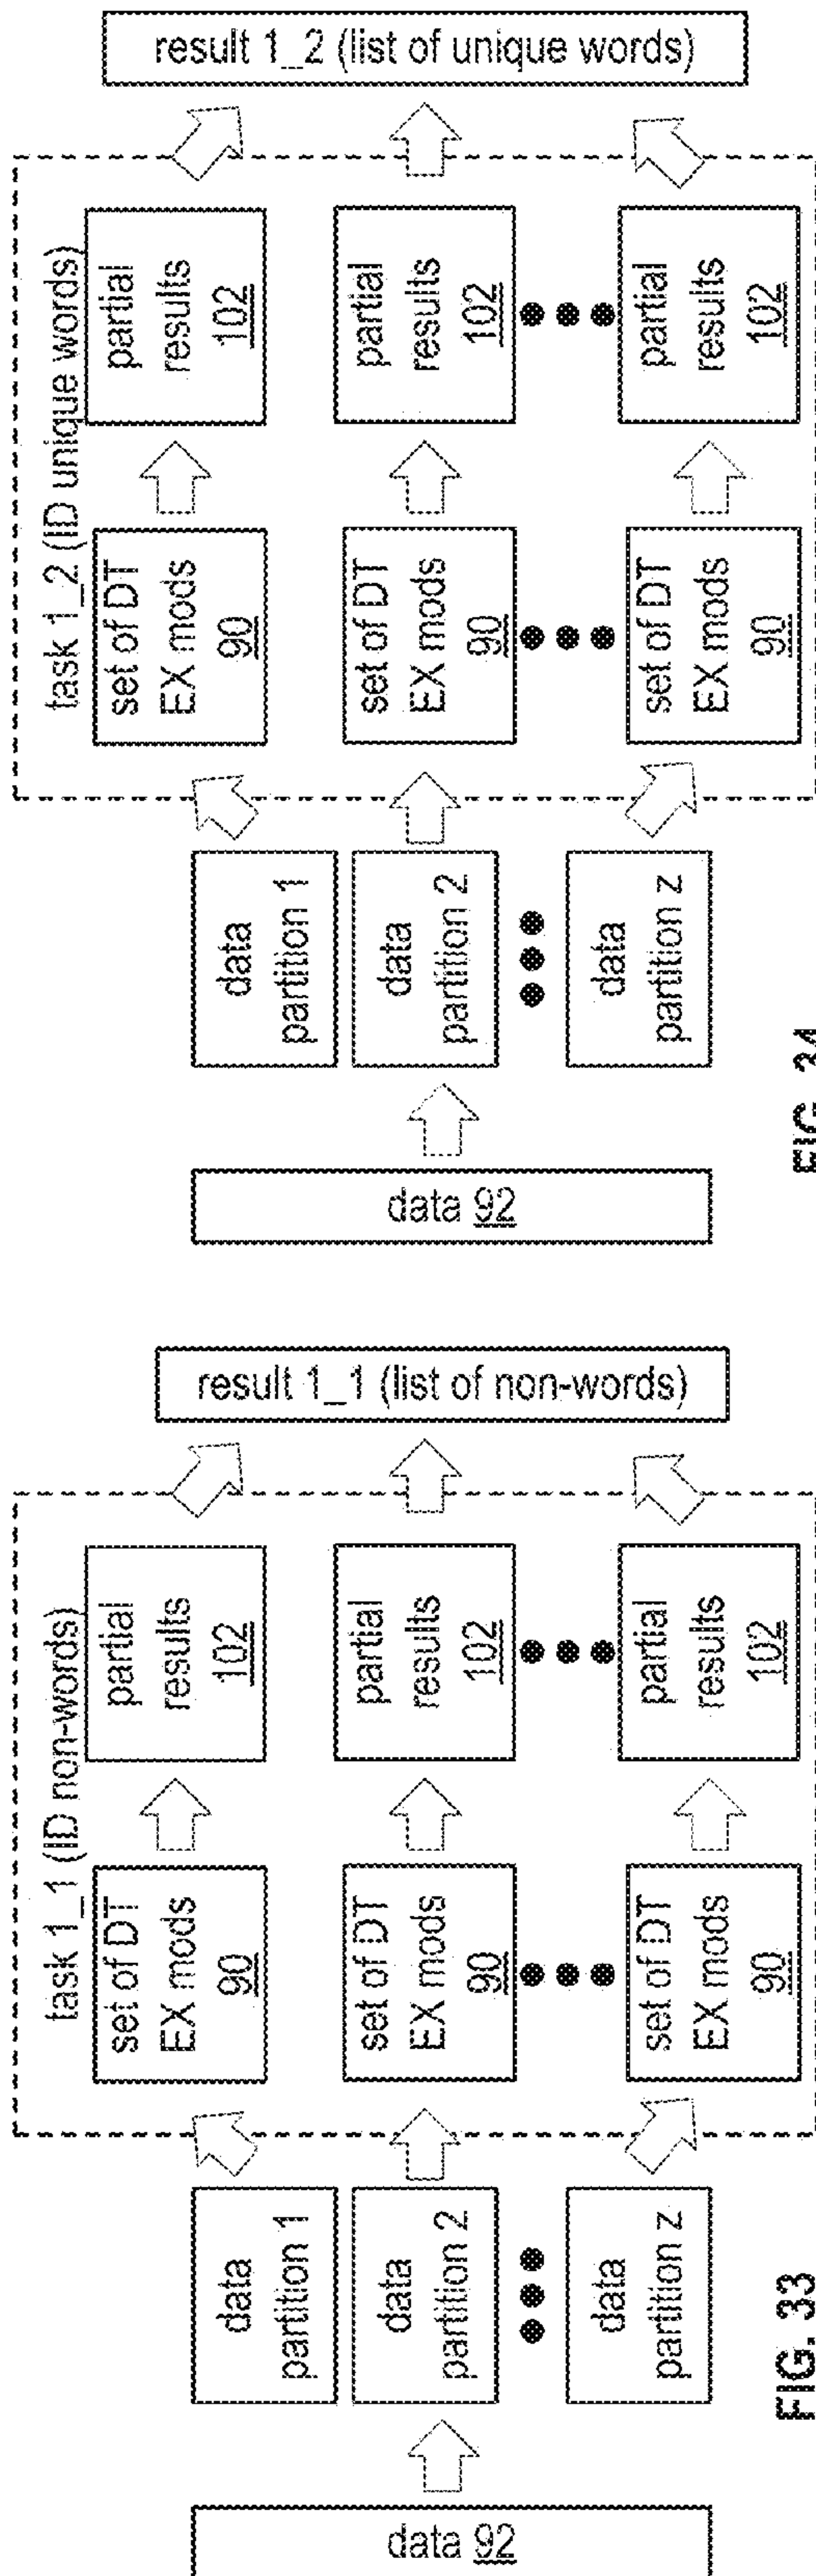 data 92
data
partition 1
data
partition 2
data
partition z
task 1_1 (ID non-words)
set of DT
EX mods
90
set of DT
EX mods
90
set of DT
EX mods
90
partial
results
102
partial
results
102
partial
results
102
result 1_1 (list of non-words)
FIG. 33
data 92
data
partition 1
data
partition 2
data
partition z
task 1_2 (ID unique words)
set of DT
EX mods
90
set of DT
EX mods
90
set of DT
EX mods
90
partial
results
102
partial
results
102
partial
results
102
result 1_2 (list of unique words)
FIG. 34